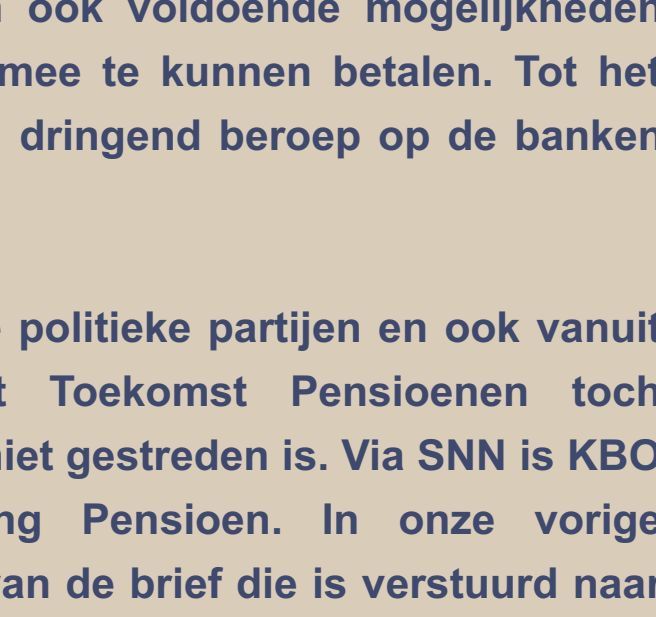 ook voldoende mogelijkheden
mee te kunnen betalen. Tot het
dringend beroep op de banken
politieke partijen en ook vanuit
Toekomst Pensioenen toch
niet gestreden is. Via SNN is KBO
Pensioen. In onze vorige
van de brief die is verstuurd naar